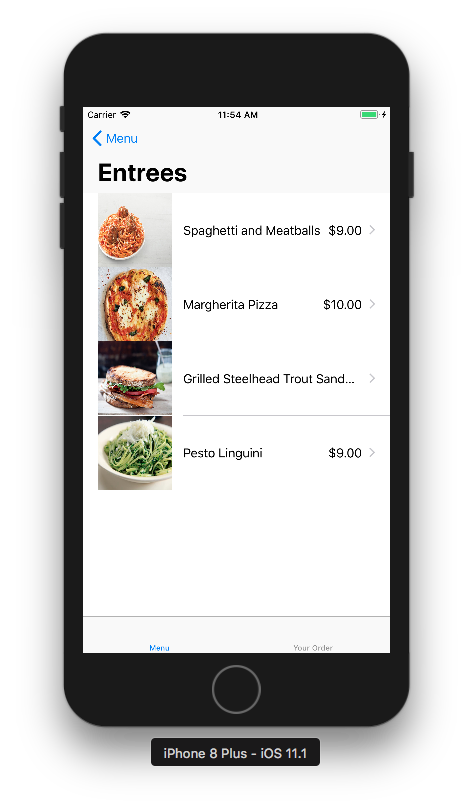 Carrier 11:54 AM
Menu
Entrees
Spaghetti and Meatballs $9.00
Margherita Pizza $10.00
Grilled Steelhead Trout Sand...
Pesto Linguini $9.00
Menu Your Order
iPhone 8 Plus - iOS 11.1